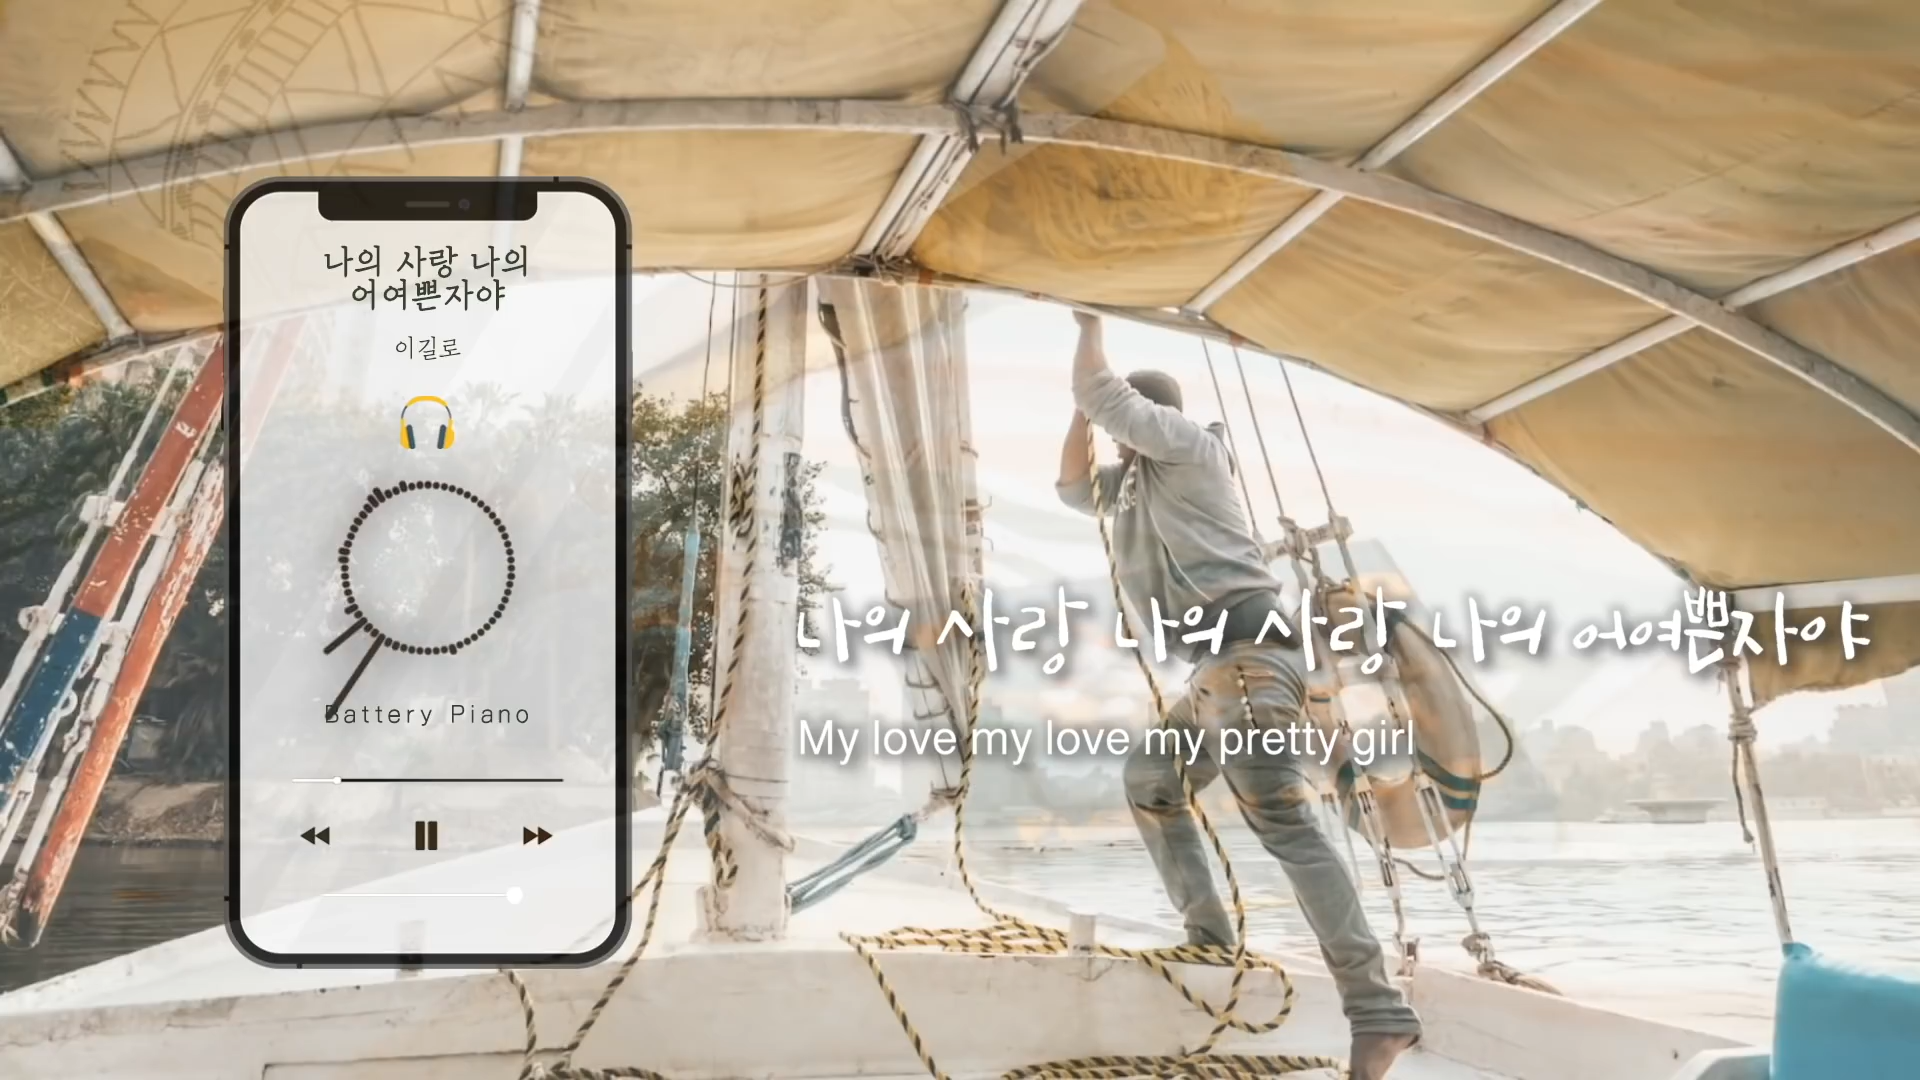 나의 사랑 나의
어여쁜자야
이길로
Battery Piano
나의 사랑 나의 사랑 나의 어여쁜자야
My love my love my pretty girl